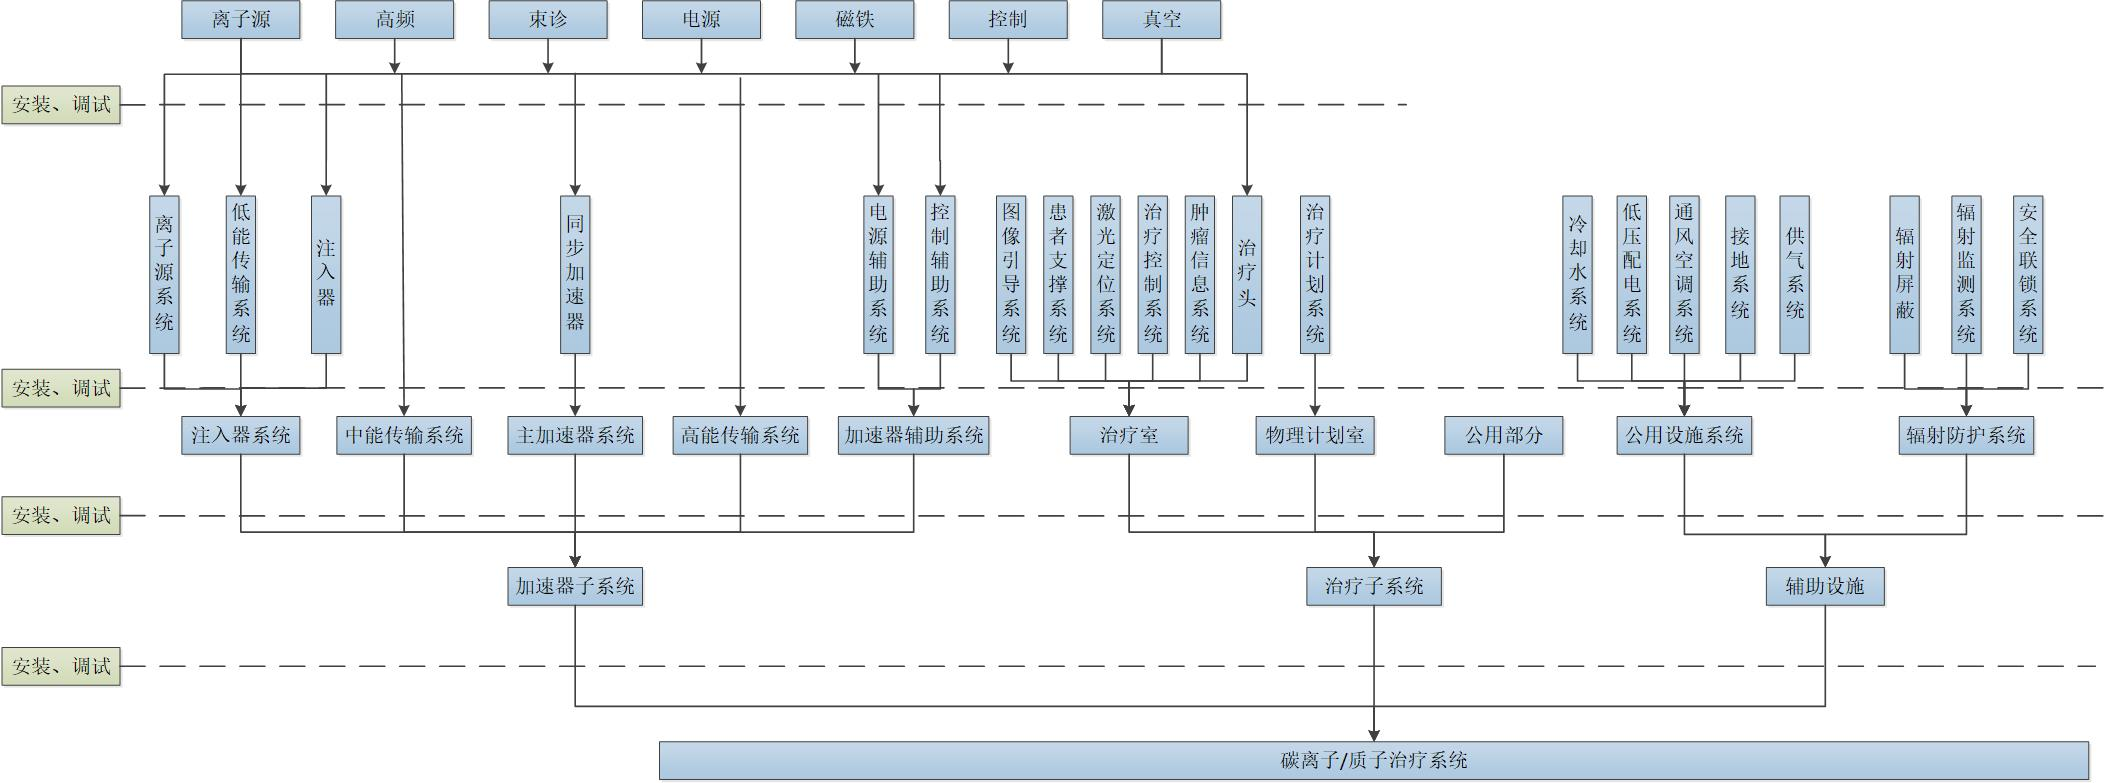 离子源
高频
束诊
电源
磁铁
控制
真空
安装、调试
离子源系统
低能传输系统
注入器
同步加速器
电源辅助系统
控制辅助系统
图像引导系统
患者支撑系统
激光定位系统
治疗控制系统
肿瘤信息系统
治疗头
治疗计划系统
冷却水系统
低压配电系统
通风空调系统
接地系统
供气系统
辐射屏蔽
辐射监测系统
安全联锁系统
安装、调试
注入器系统
中能传输系统
主加速器系统
高能传输系统
加速器辅助系统
治疗室
物理计划室
公用部分
公用设施系统
辐射防护系统
安装、调试
加速器子系统
治疗子系统
辅助设施
安装、调试
碳离子/质子治疗系统